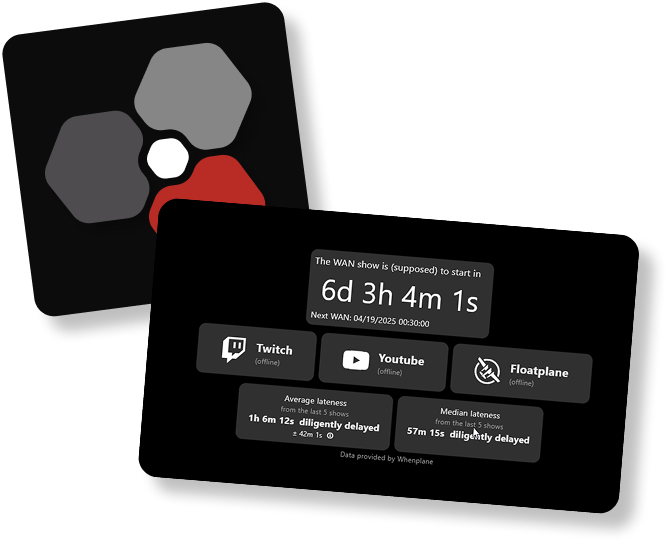 The WAN show is (supposed) to start in
6d 3h 4m 1s
Next WAN: 04/19/2025 00:30:00
Twitch
(offline)
Youtube
(offline)
Floatplane
(offline)
Average lateness
from the last 5 shows
1h 6m 12s diligently delayed
± 42m 1s
Median lateness
from the last 5 shows
57m 15s diligently delayed
Data provided by Whenplane